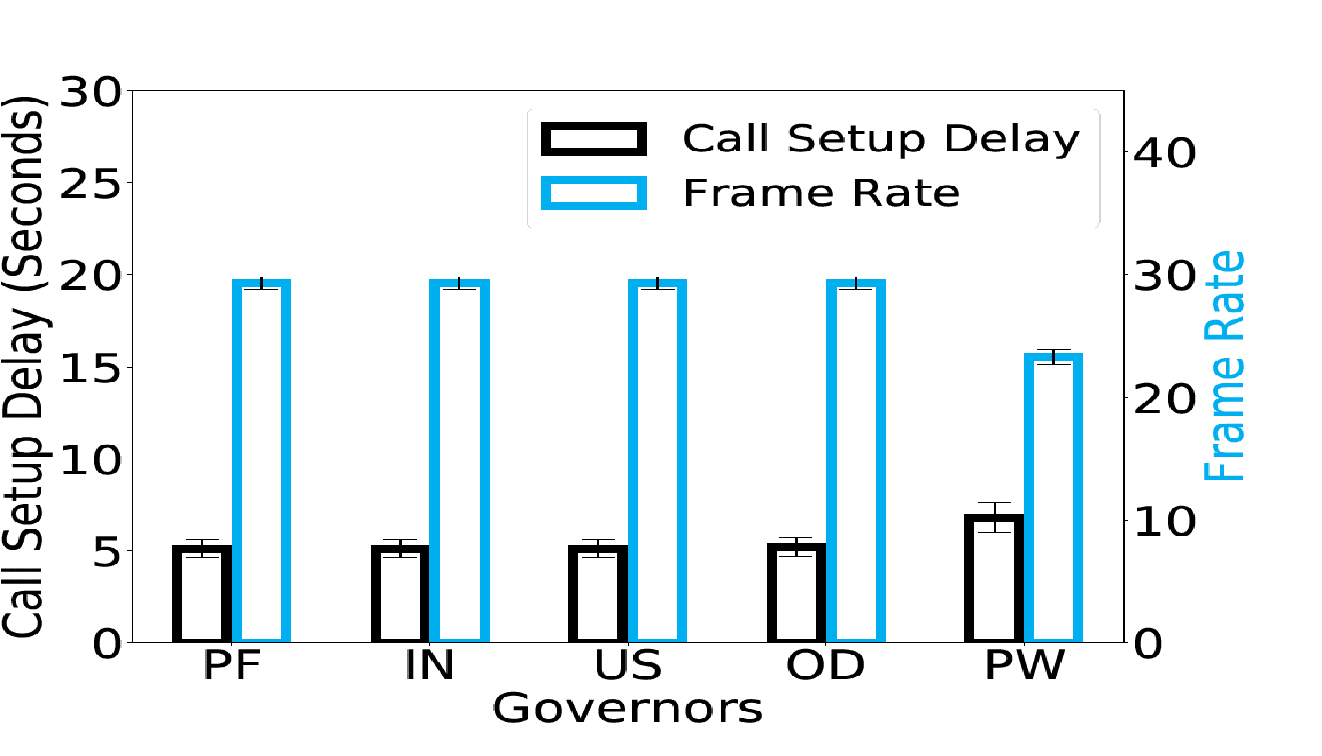 Call Setup Delay (Seconds)
30
25
20
15
10
5
0
Call Setup Delay
Frame Rate
40
30
20
10
0
Frame Rate
PF IN US OD PW
Governors